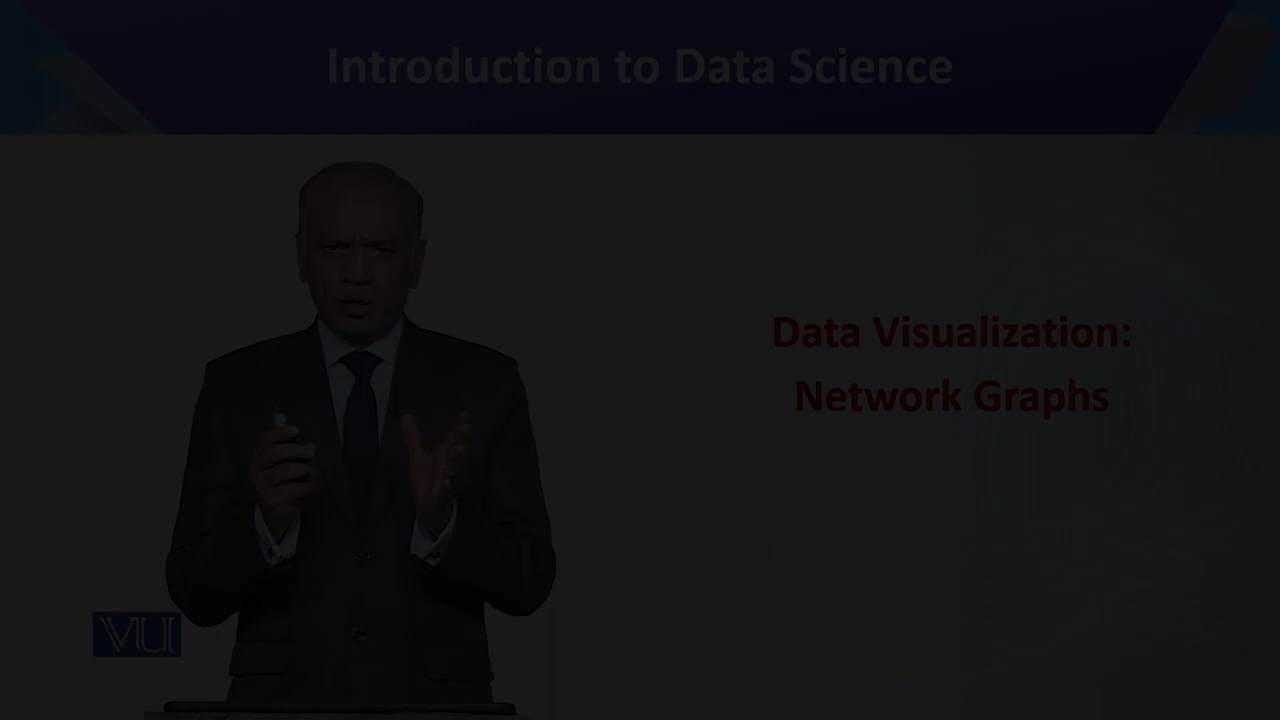 Introduction to Data Science
Data Visualization:
Network Graphs
VU